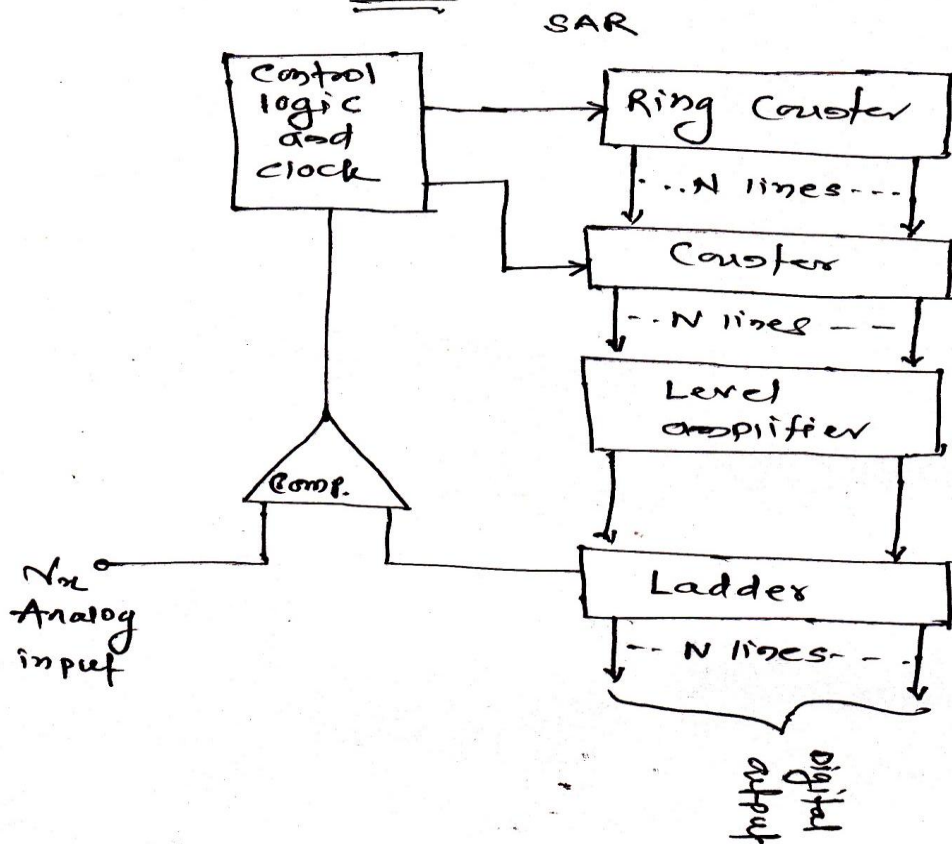 SAR
Control
logic
and
clock
Ring Counter
...N lines---
Counter
--N lines --
Level
amplifier
Comp.
Vx
Analog
input
Ladder
-- N lines---
Digital
output